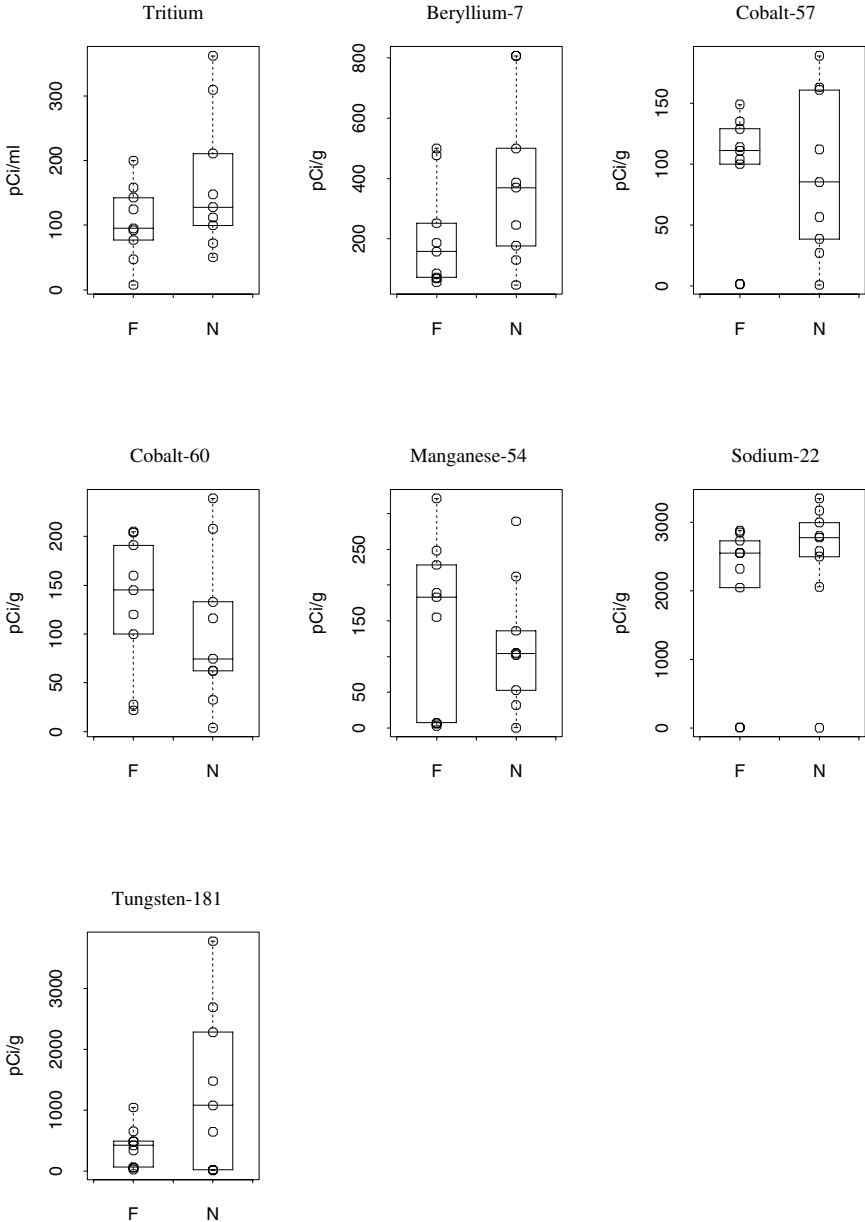 Tritium
pCi/ml
0 100 200 300
F N
Beryllium-7
pCi/g
200 400 600 800
F N
Cobalt-57
pCi/g
0 50 100 150
F N
Cobalt-60
pCi/g
0 50 100 150 200
F N
Manganese-54
pCi/g
0 50 150 250
F N
Sodium-22
pCi/g
0 1000 2000 3000
F N
Tungsten-181
pCi/g
0 1000 2000 3000
F N